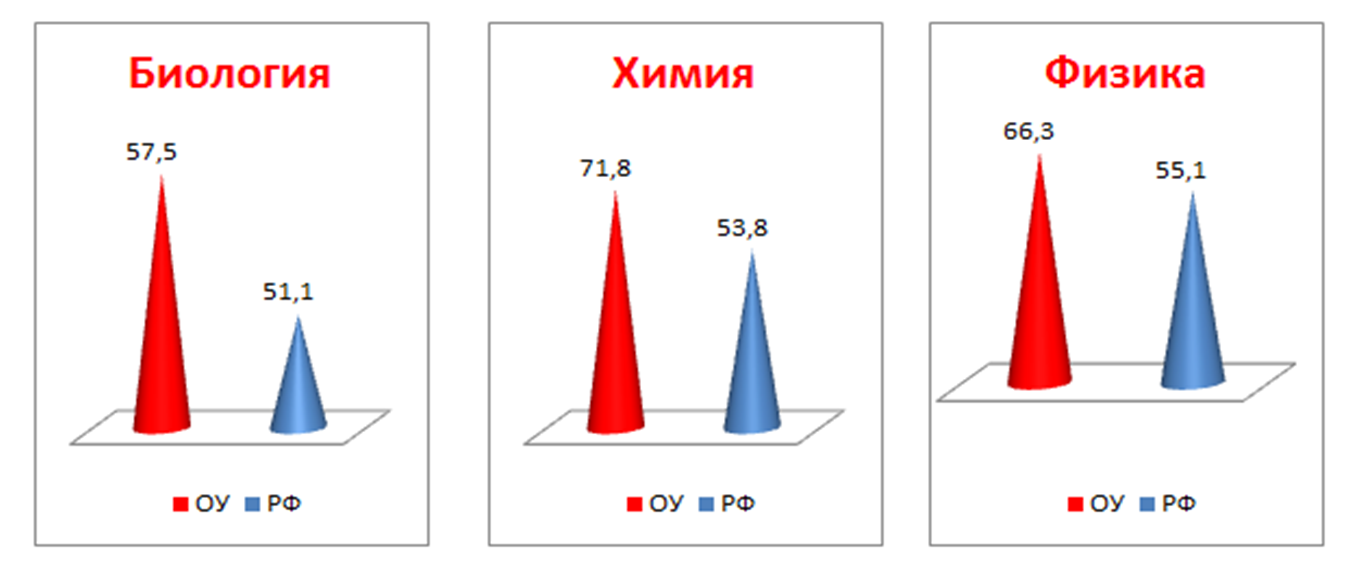 Биология
57,5
51,1
ОУ РФ
Химия
71,8
53,8
ОУ РФ
Физика
66,3
55,1
ОУ РФ